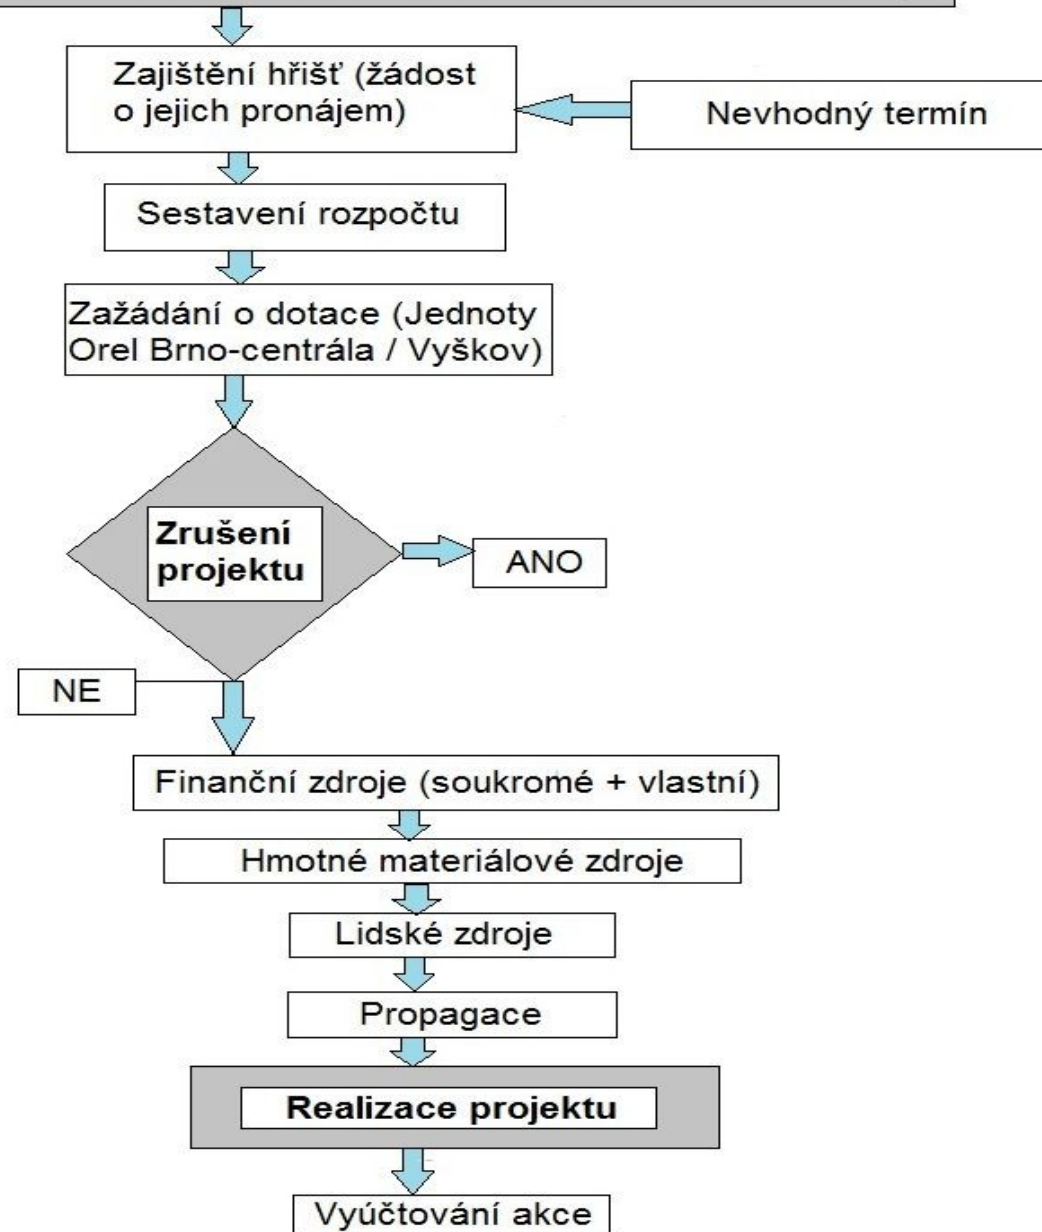 Zajištění hřišť (žádost
o jejich pronájem)
Nevhodný termín
Sestavení rozpočtu
Zažádání o dotace (Jednoty
Orel Brno-centrála / Vyškov)
Zrušení
projektu
ANO
NE
Finanční zdroje (soukromé + vlastní)
Hmotné materiálové zdroje
Lidské zdroje
Propagace
Realizace projektu
Vyúčtování akce